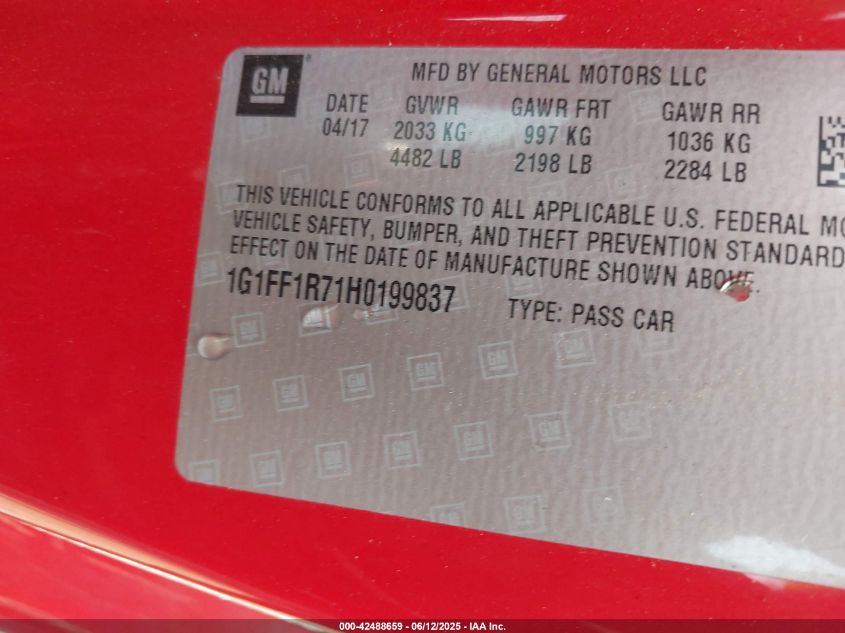 GM
MFD BY GENERAL MOTORS LLC
DATE GVWR GAWR FRT GAWR RR
04/17 2033 KG 997 KG 1036 KG
4482 LB 2198 LB 2284 LB
THIS VEHICLE CONFORMS TO ALL APPLICABLE U.S. FEDERAL MO
VEHICLE SAFETY, BUMPER, AND THEFT PREVENTION STANDARD
EFFECT ON THE DATE OF MANUFACTURE SHOWN ABOVE.
1G1FF1R71H0199837 TYPE: PASS CAR
000-42488659 - 06/12/2025 - IAA Inc.